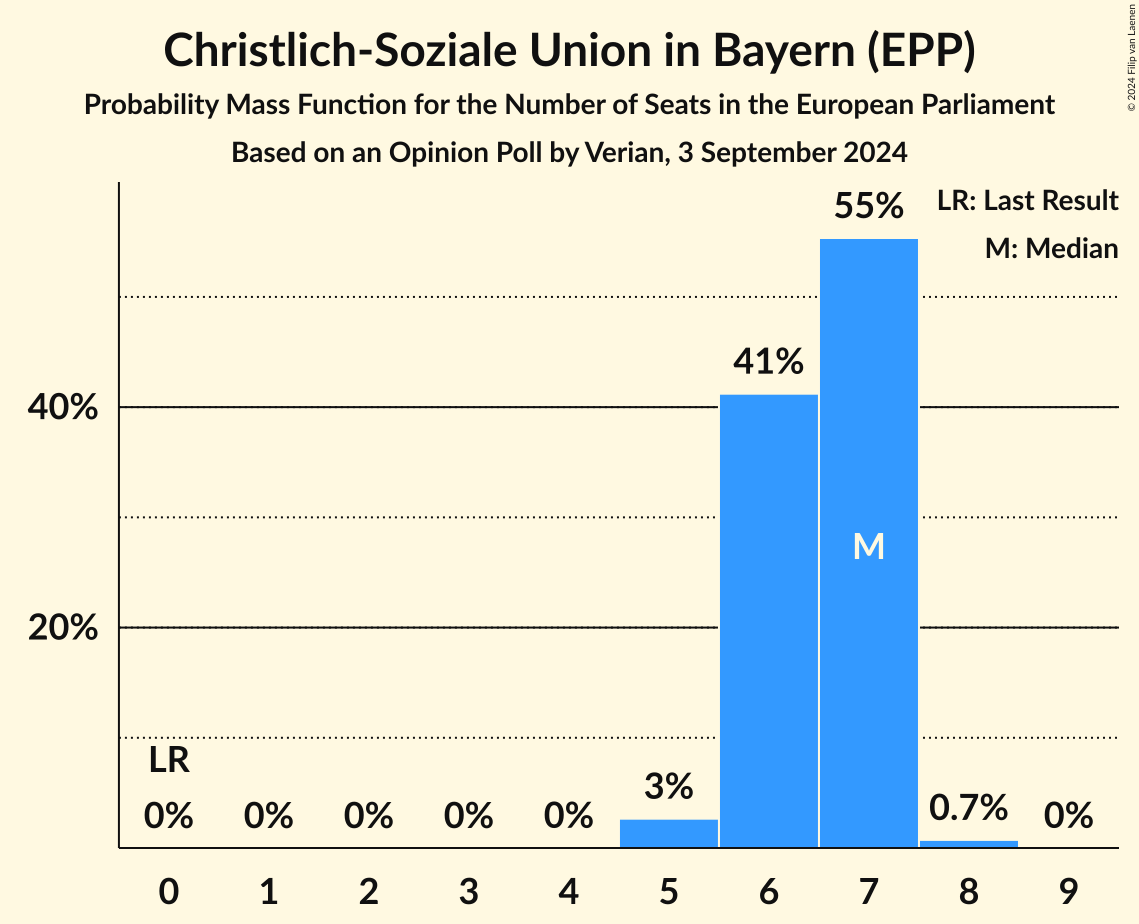 Christlich-Soziale Union in Bayern (EPP)
Probability Mass Function for the Number of Seats in the European Parliament
Based on an Opinion Poll by Verian, 3 September 2024
© 2024 Filip van Laenen
LR: Last Result
M: Median
55%
41%
40%
M
20%
LR
3%
0.7%
0% 0% 0% 0% 0% 0%
0 1 2 3 4 5 6 7 8 9